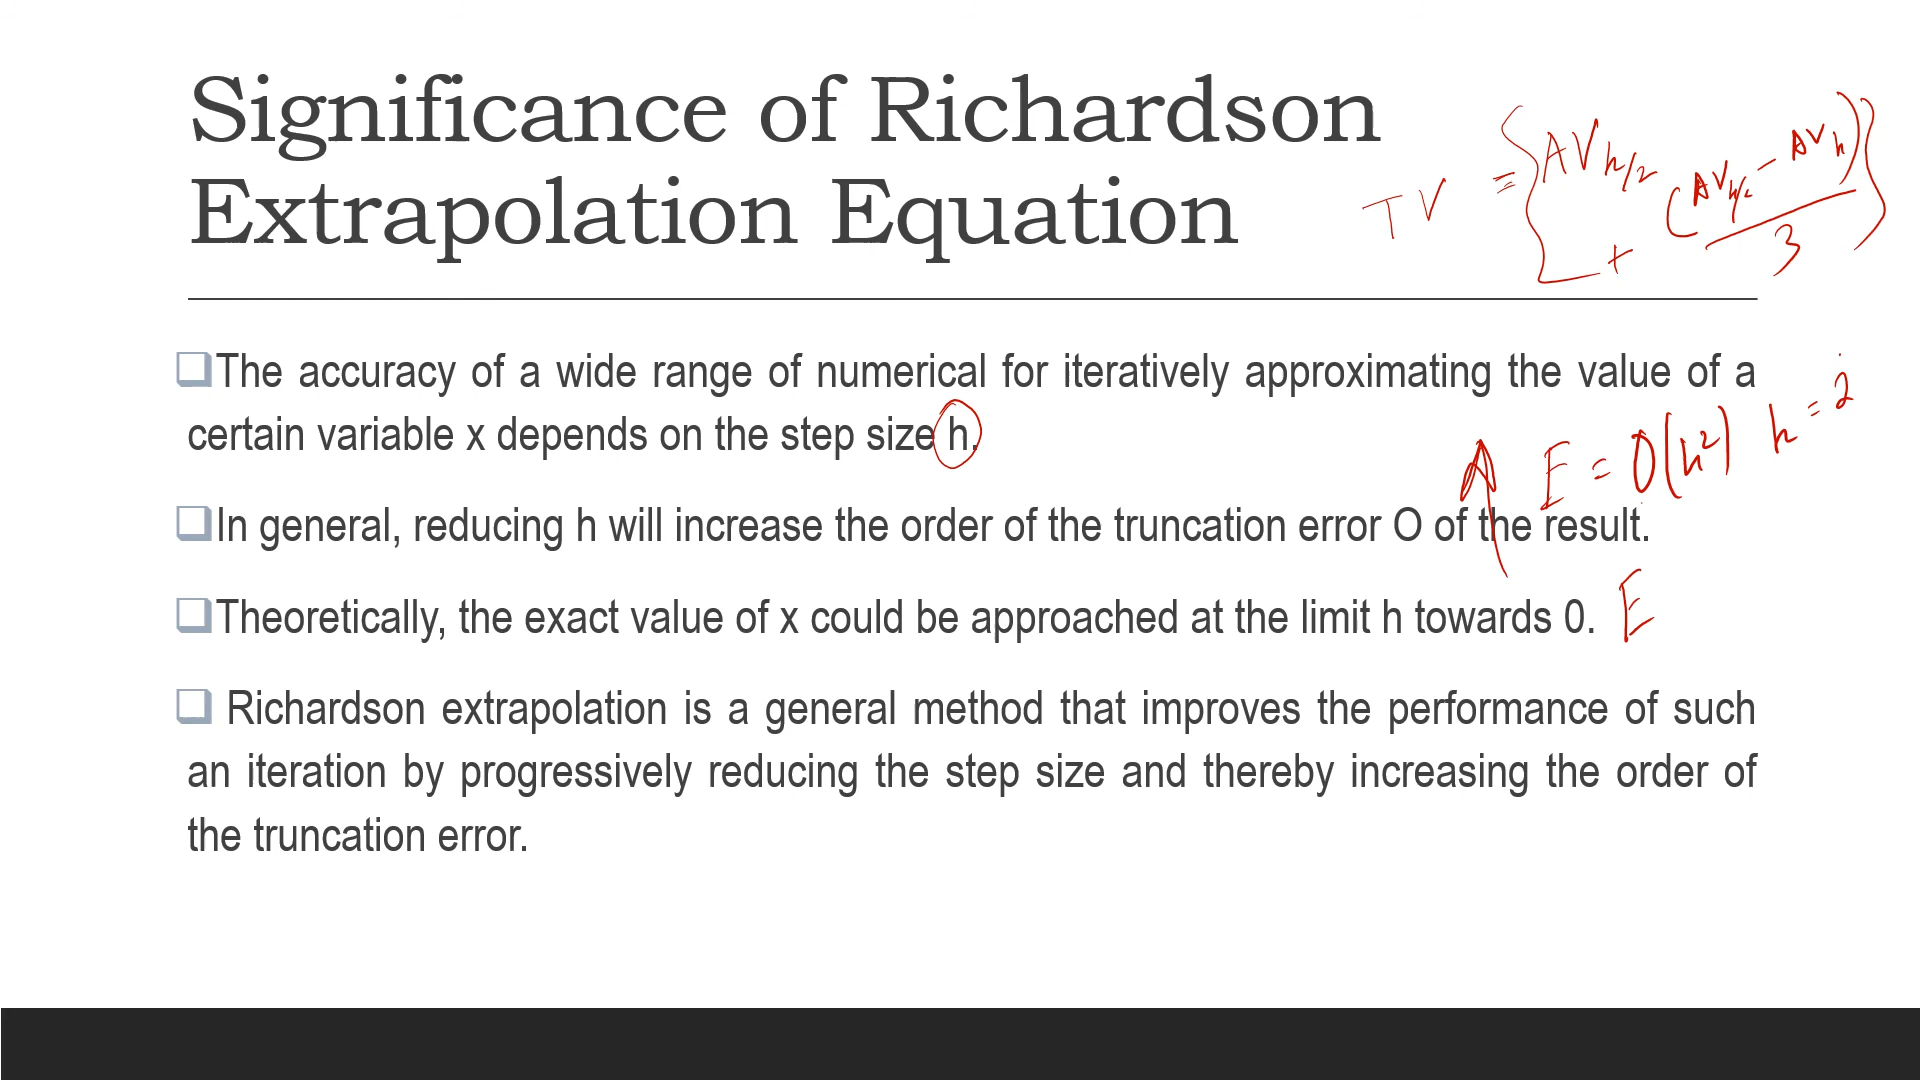 Significance of Richardson
Extrapolation Equation
TV = { AV h/2 + (AV h/2 - AV h) / 3 }
The accuracy of a wide range of numerical for iteratively approximating the value of a
certain variable x depends on the step size h.
E = O(h²) h = 2
In general, reducing h will increase the order of the truncation error O of the result.
Theoretically, the exact value of x could be approached at the limit h towards 0. E
Richardson extrapolation is a general method that improves the performance of such
an iteration by progressively reducing the step size and thereby increasing the order of
the truncation error.